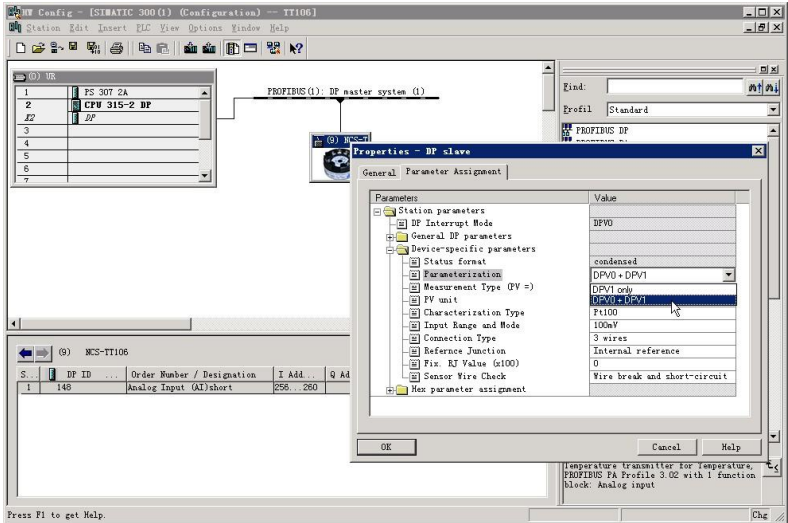 HW Config - [SIMATIC 300(1) (Configuration) -- TT106]
Station Edit Insert PLC View Options Window Help
(0) UR
1 PS 307 2A
2 CPU 315-2 DP
X2 DP
3
4
5
6
7
PROFIBUS(1): DP master system (1)
(9) NCS-T
Find:
Profil Standard
PROFIBUS DP
PROFIBUS-PA
Properties - DP slave
General Parameter Assignment
Parameters Value
Station parameters
DP Interrupt Mode DPV0
General DP parameters
Device-specific parameters
Status format condensed
Parameterization DPV0 + DPV1
DPV1 only
DPV0 + DPV1
Measurement Type (PV =)
PV unit
Characterization Type Pt100
Input Range and Mode 100mV
Connection Type 3 wires
Refernce Junction Internal reference
Fix. RJ Value (x100) 0
Sensor Wire Check Wire break and short-circuit
Hex parameter assignment
OK Cancel Help
(9) NCS-TT106
S... DP ID ... Order Number / Designation I Add... Q Ad
1 148 Analog Input (AI)short 256...260
Temperature transmitter for Temperature,
PROFIBUS PA Profile 3.02 with 1 function
block: Analog input
Press F1 to get Help.
Chg